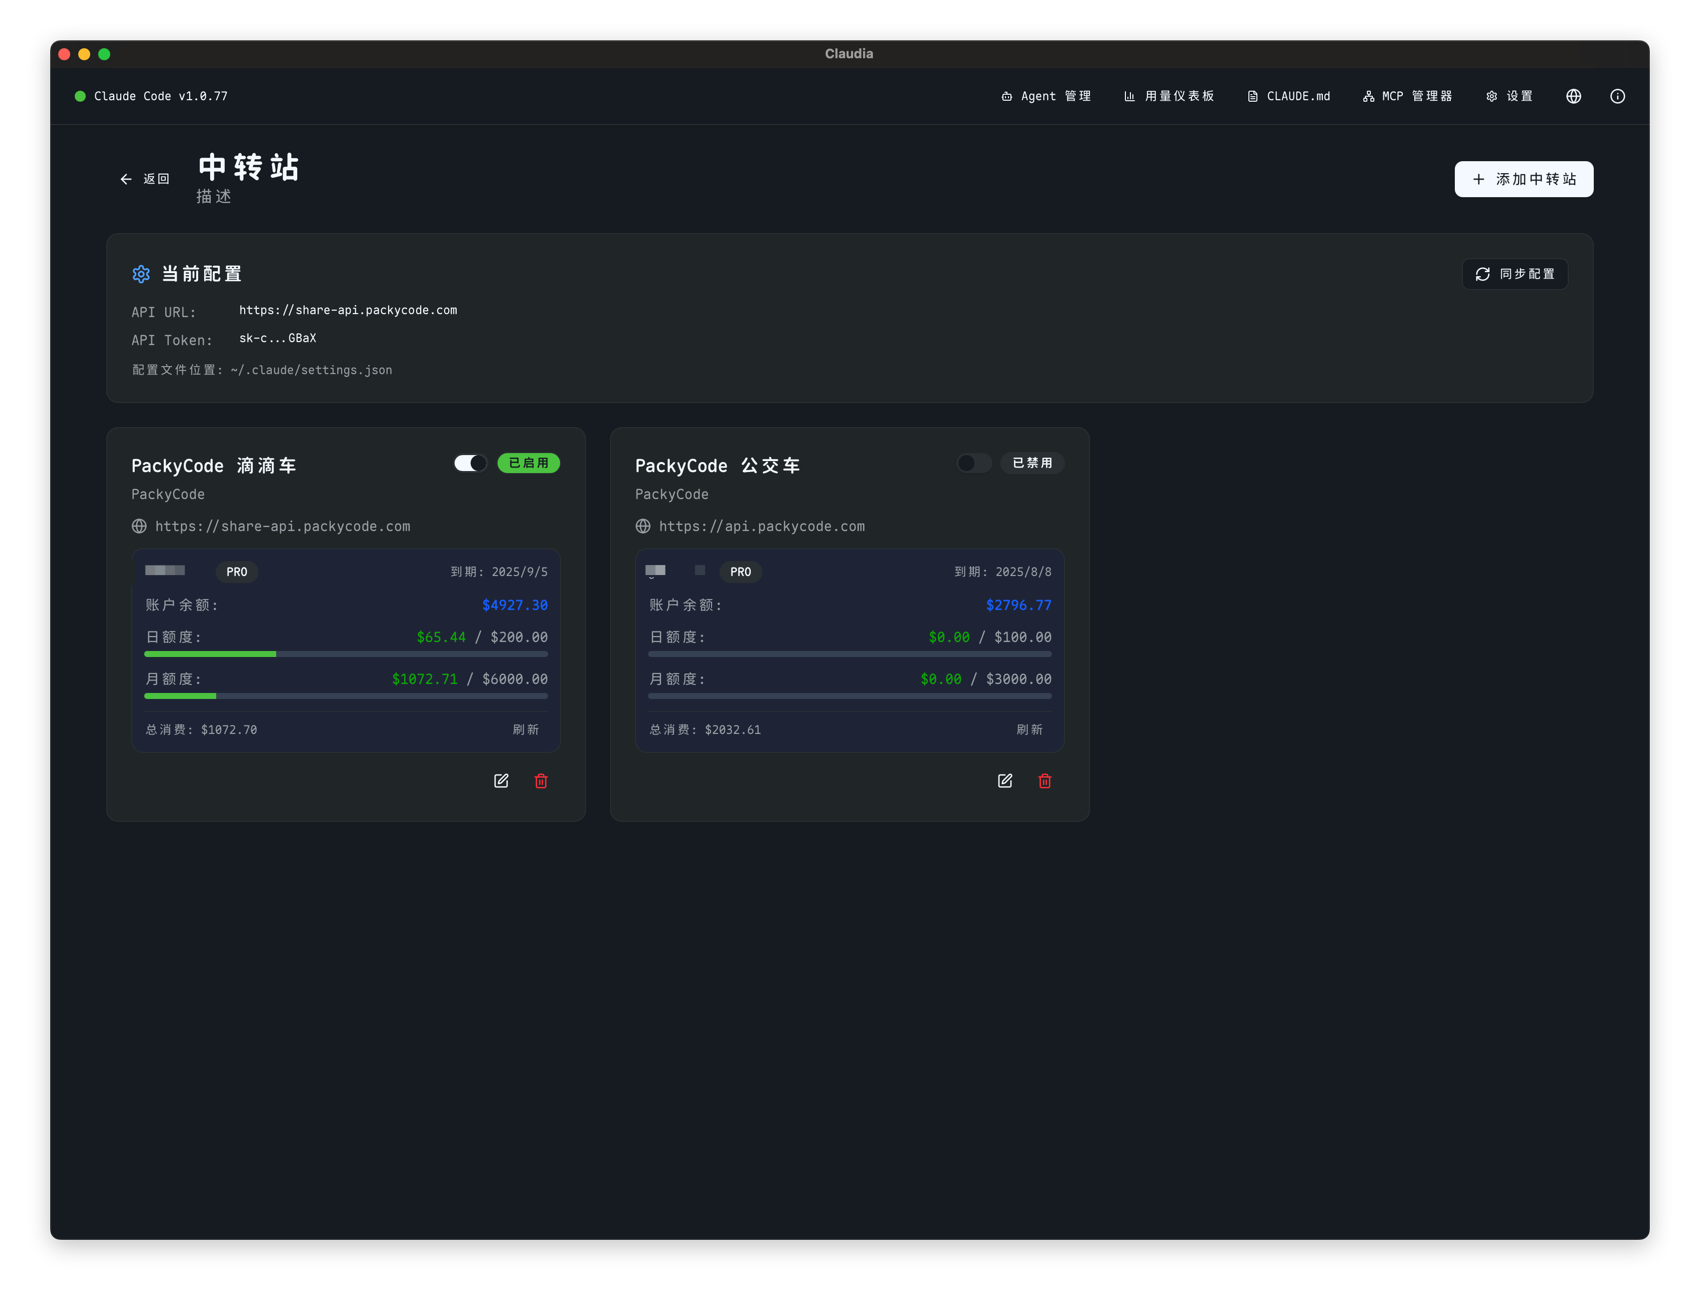 Claudia
Claude Code v1.0.77
Agent 管理
用量仪表板
CLAUDE.md
MCP 管理器
设置
返回
中转站
描述
+ 添加中转站
当前配置
同步配置
API URL: https://share-api.packycode.com
API Token: sk-c...GBaX
配置文件位置: ~/.claude/settings.json
PackyCode 滴滴车
已启用
PackyCode
https://share-api.packycode.com
PRO
到期: 2025/9/5
账户余额: $4927.30
日额度: $65.44 / $200.00
月额度: $1072.71 / $6000.00
总消费: $1072.70
刷新
PackyCode 公交车
已禁用
PackyCode
https://api.packycode.com
PRO
到期: 2025/8/8
账户余额: $2796.77
日额度: $0.00 / $100.00
月额度: $0.00 / $3000.00
总消费: $2032.61
刷新